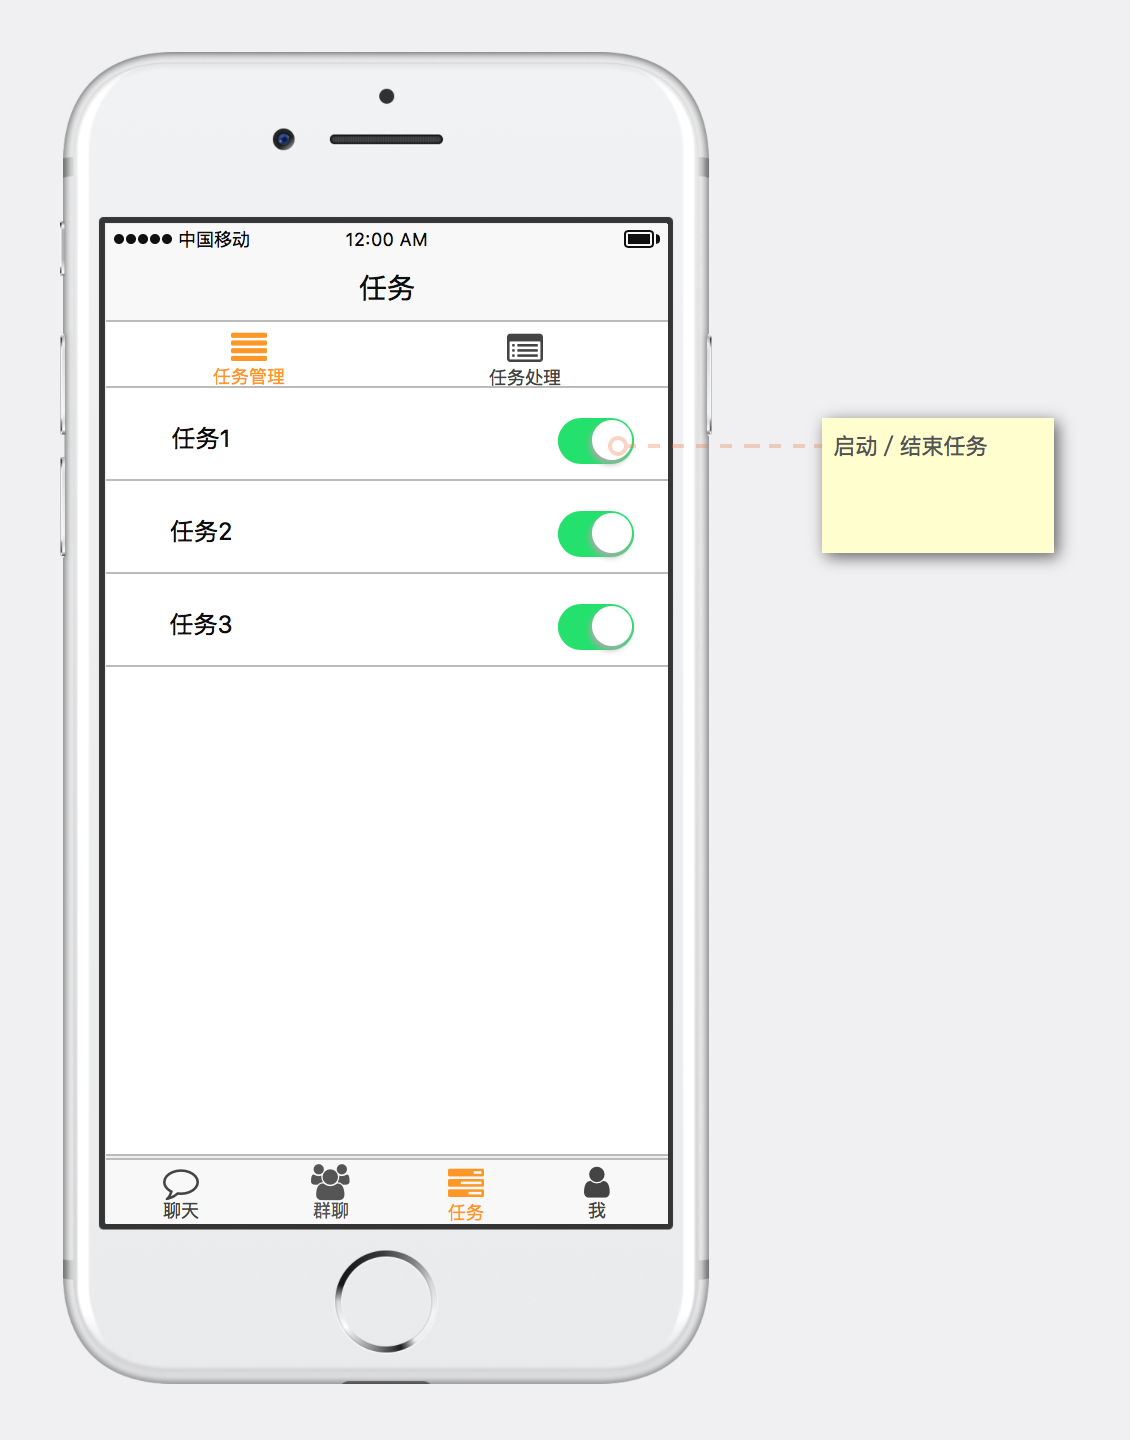 中国移动 12:00 AM
任务
任务管理 任务处理
任务1
启动 / 结束任务
任务2
任务3
聊天 群聊 任务 我